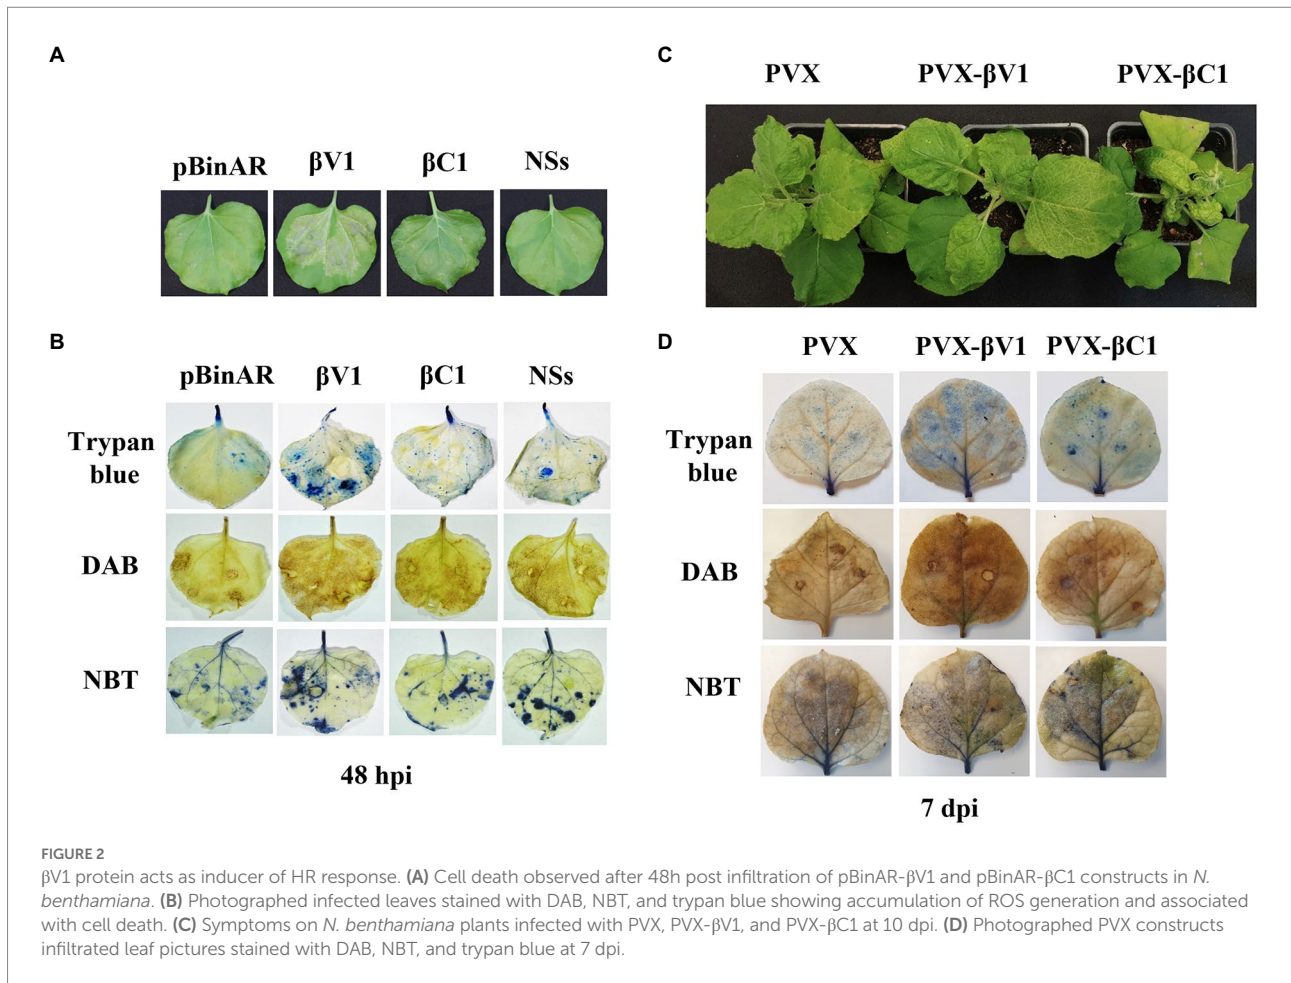 A
pBinAR βV1 βC1 NSs
B
pBinAR βV1 βC1 NSs
Trypan
blue
DAB
NBT
48 hpi
C
PVX PVX-βV1 PVX-βC1
D
PVX PVX-βV1 PVX-βC1
Trypan
blue
DAB
NBT
7 dpi
FIGURE 2
βV1 protein acts as inducer of HR response. (A) Cell death observed after 48h post infiltration of pBinAR-βV1 and pBinAR-βC1 constructs in N.
benthamiana. (B) Photographed infected leaves stained with DAB, NBT, and trypan blue showing accumulation of ROS generation and associated
with cell death. (C) Symptoms on N. benthamiana plants infected with PVX, PVX-βV1, and PVX-βC1 at 10 dpi. (D) Photographed PVX constructs
infiltrated leaf pictures stained with DAB, NBT, and trypan blue at 7 dpi.